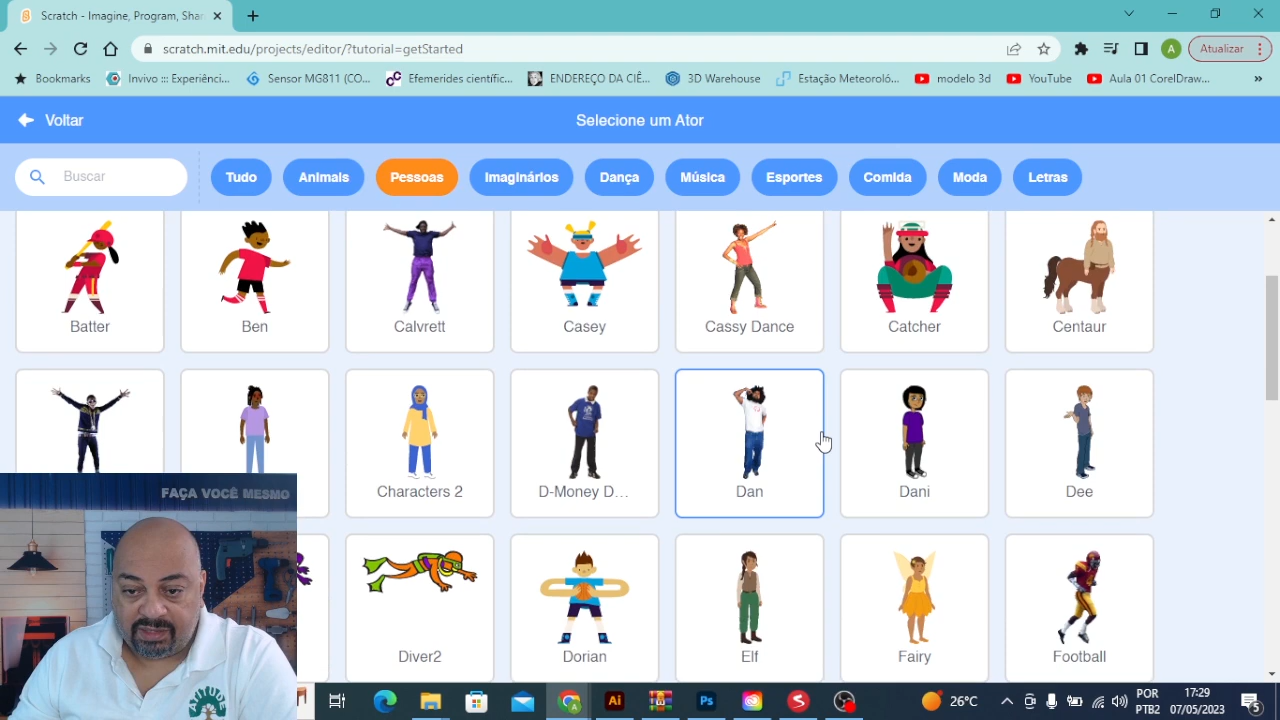 Scratch - Imagine, Program, Shar
scratch.mit.edu/projects/editor/?tutorial=getStarted
A
Atualizar
Bookmarks
Invivo ::: Experiênci...
Sensor MG811 (CO...
Efemerides científic...
ENDEREÇO DA CIÊ...
3D Warehouse
Estação Meteoroló...
modelo 3d
YouTube
Aula 01 CorelDraw...
»
Voltar
Selecione um Ator
Buscar
Tudo
Animais
Pessoas
Imaginários
Dança
Música
Esportes
Comida
Moda
Letras
Batter
Ben
Calvrett
Casey
Cassy Dance
Catcher
Centaur
Characters 2
D-Money D...
Dan
Dani
Dee
Diver2
Dorian
Elf
Fairy
Football
FAÇA VOCÊ MESMO
Ai
Ps
S
26°C
POR
PTB2
17:29
07/05/2023
5